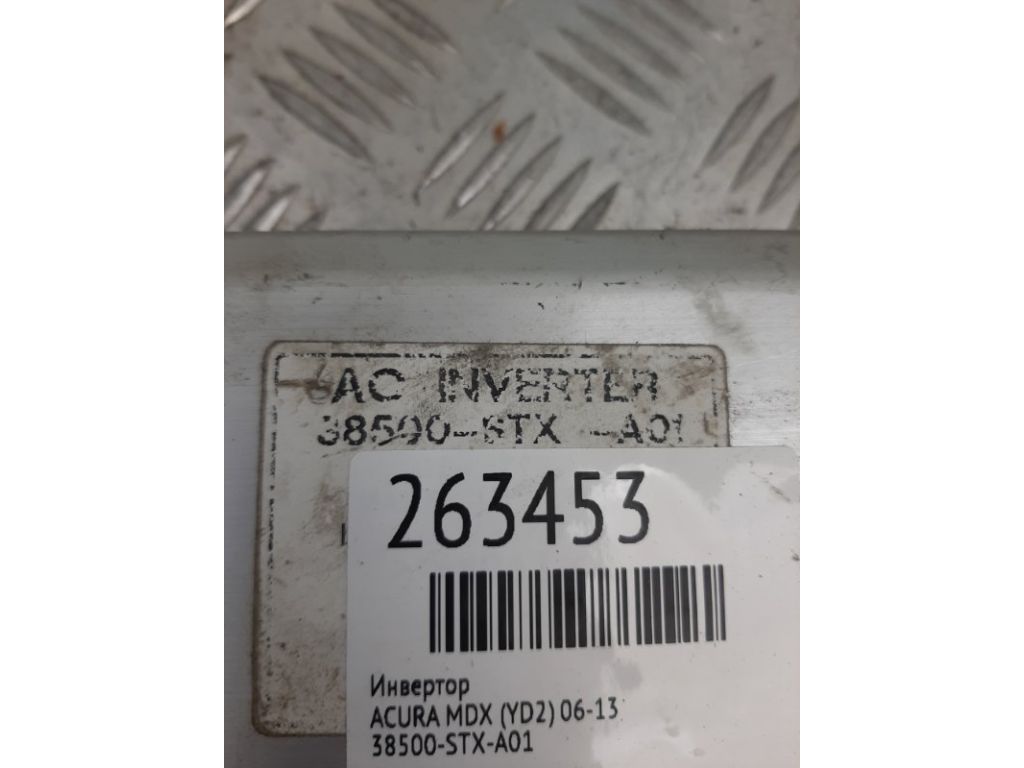 AC INVERTER
38500-STX -A01
263453
Инвертор
ACURA MDX (YD2) 06-13
38500-STX-A01